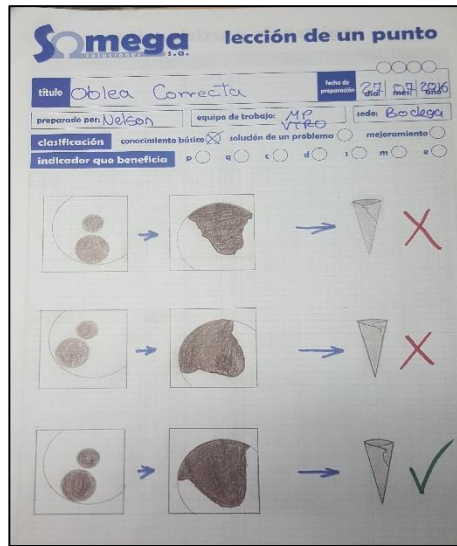 Somega lección de un punto
soluciones s.a.
título Oblea Correcta fecha de preparación 27 día 07 mes 2016 año
preparado por: Nelson equipo de trabajo: MP VTRO sede: Bodega
clasificación conocimiento básico solución de un problema mejoramiento
indicador que beneficia p q c d s m e